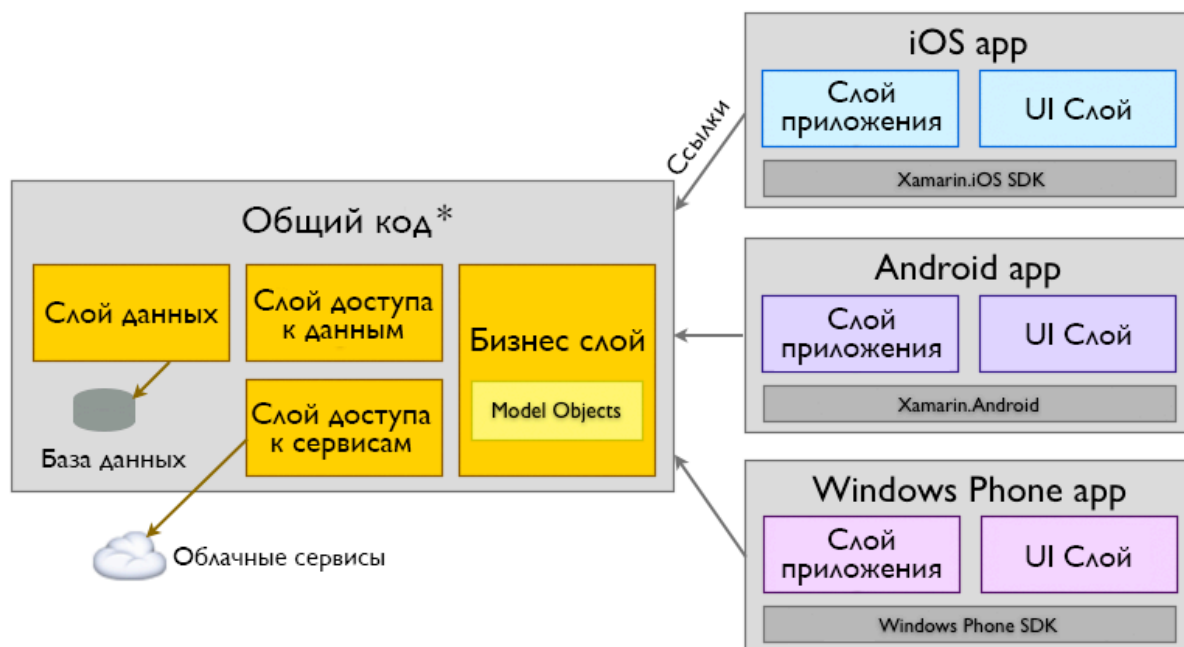 iOS app
Слой
приложения
UI Слой
Xamarin.iOS SDK
Ссылки
Общий код*
Слой данных
Слой доступа
к данным
Бизнес слой
Model Objects
Слой доступа
к сервисам
База данных
Облачные сервисы
Android app
Слой
приложения
UI Слой
Xamarin.Android
Windows Phone app
Слой
приложения
UI Слой
Windows Phone SDK